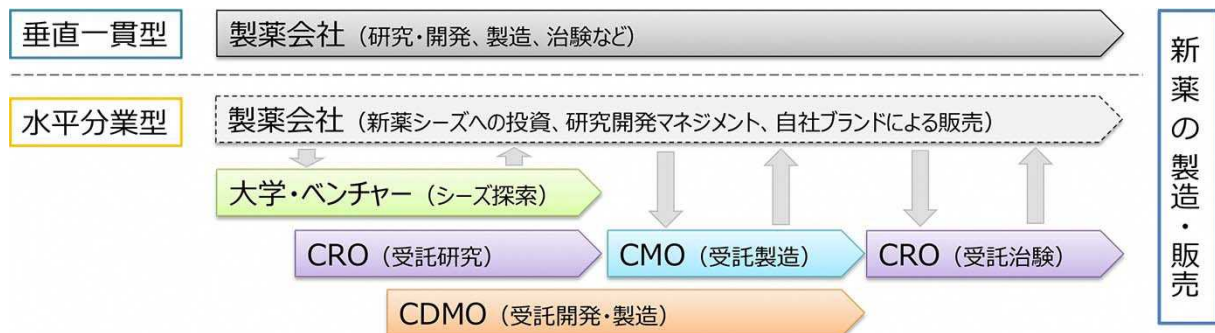 垂直一貫型
製薬会社（研究・開発、製造、治験など）
水平分業型
製薬会社（新薬シーズへの投資、研究開発マネジメント、自社ブランドによる販売）
大学・ベンチャー（シーズ探索）
CRO（受託研究）
CMO（受託製造）
CRO（受託治験）
CDMO（受託開発・製造）
新薬の製造・販売